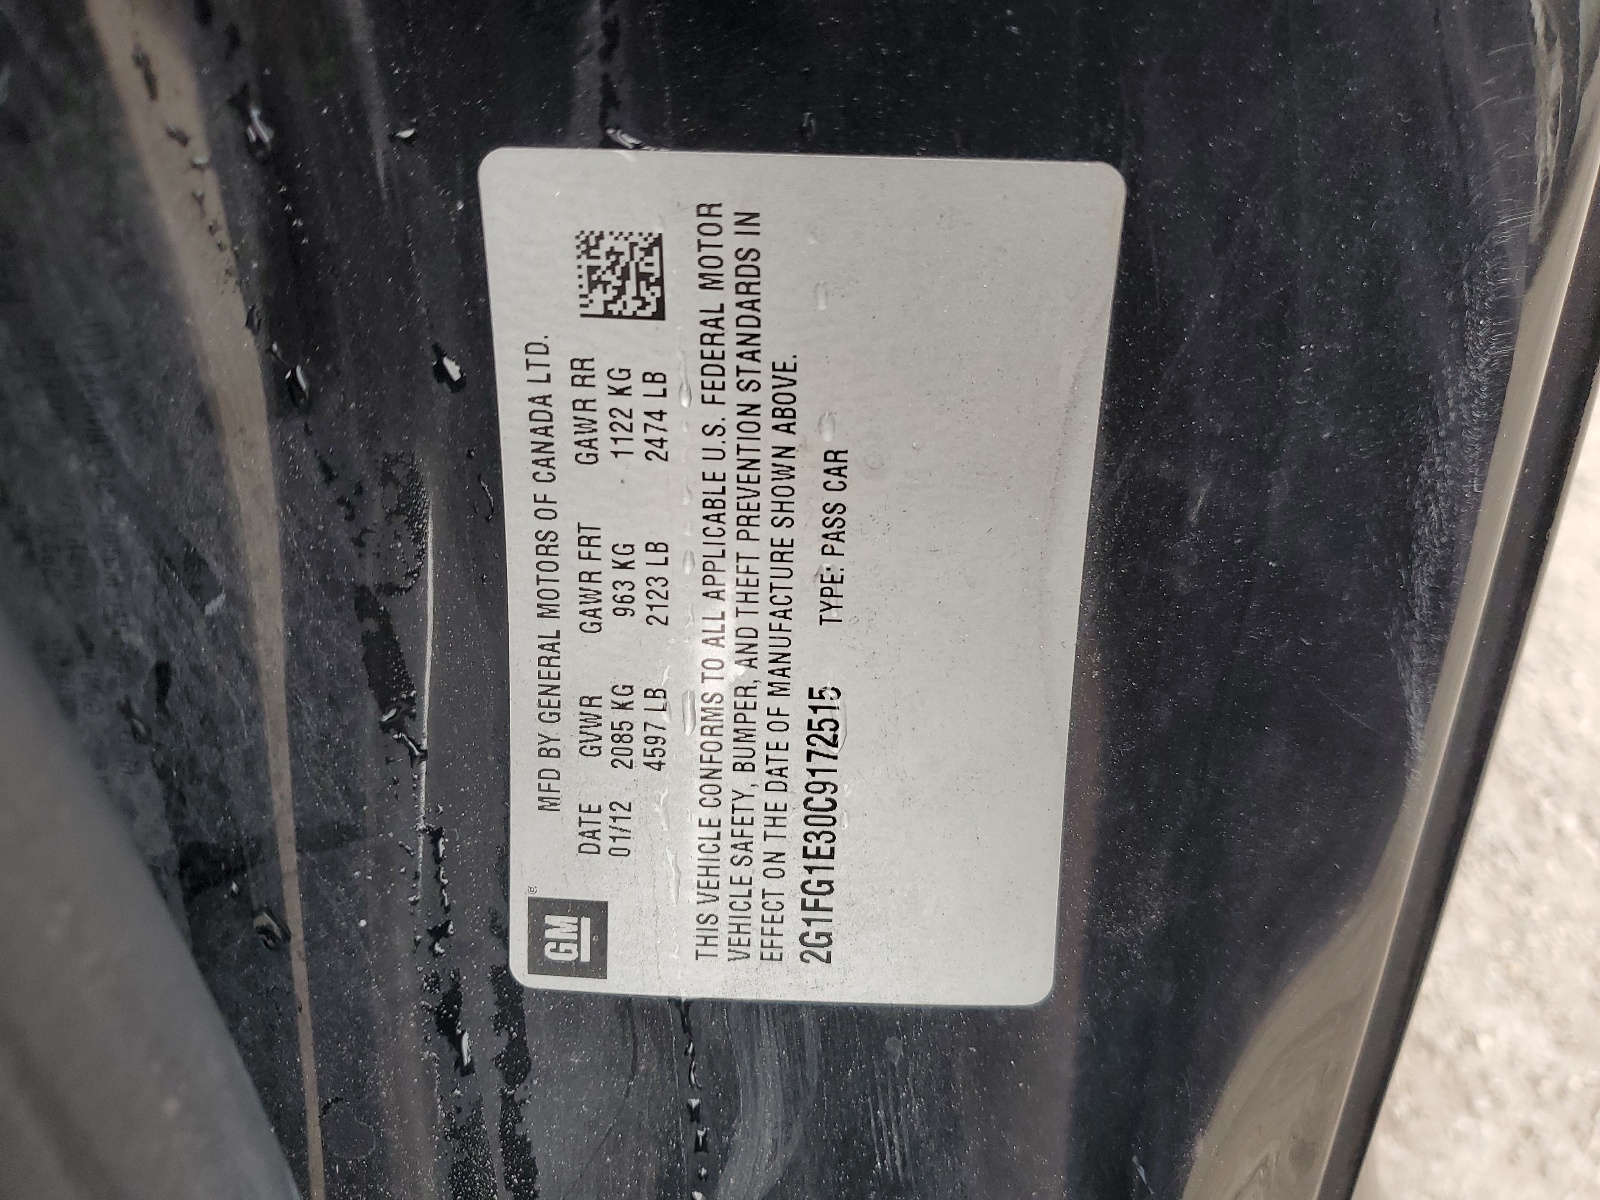 GM ®
MFD BY GENERAL MOTORS OF CANADA LTD.
DATE GVWR GAWR FRT GAWR RR
01/12 2085 KG 963 KG 1122 KG
4597 LB 2123 LB 2474 LB
THIS VEHICLE CONFORMS TO ALL APPLICABLE U.S. FEDERAL MOTOR
VEHICLE SAFETY, BUMPER, AND THEFT PREVENTION STANDARDS IN
EFFECT ON THE DATE OF MANUFACTURE SHOWN ABOVE.
2G1FG1E30C9172515 TYPE: PASS CAR